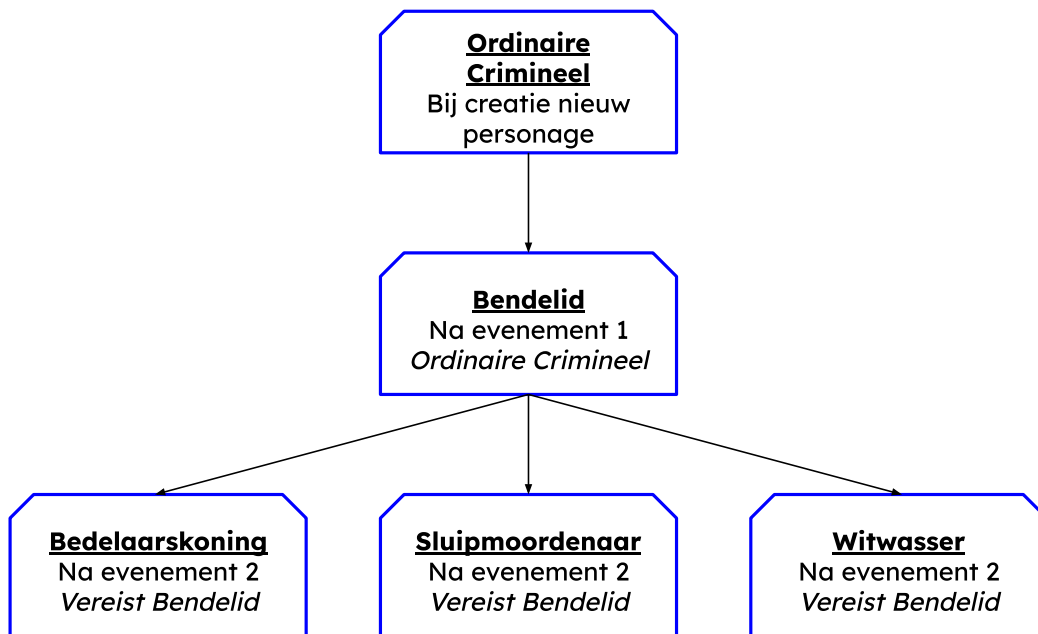 Ordinaire
Crimineel
Bij creatie nieuw
personage
Bendelid
Na evenement 1
Ordinaire Crimineel
Bedelaarskoning
Na evenement 2
Vereist Bendelid
Sluipmoordenaar
Na evenement 2
Vereist Bendelid
Witwasser
Na evenement 2
Vereist Bendelid